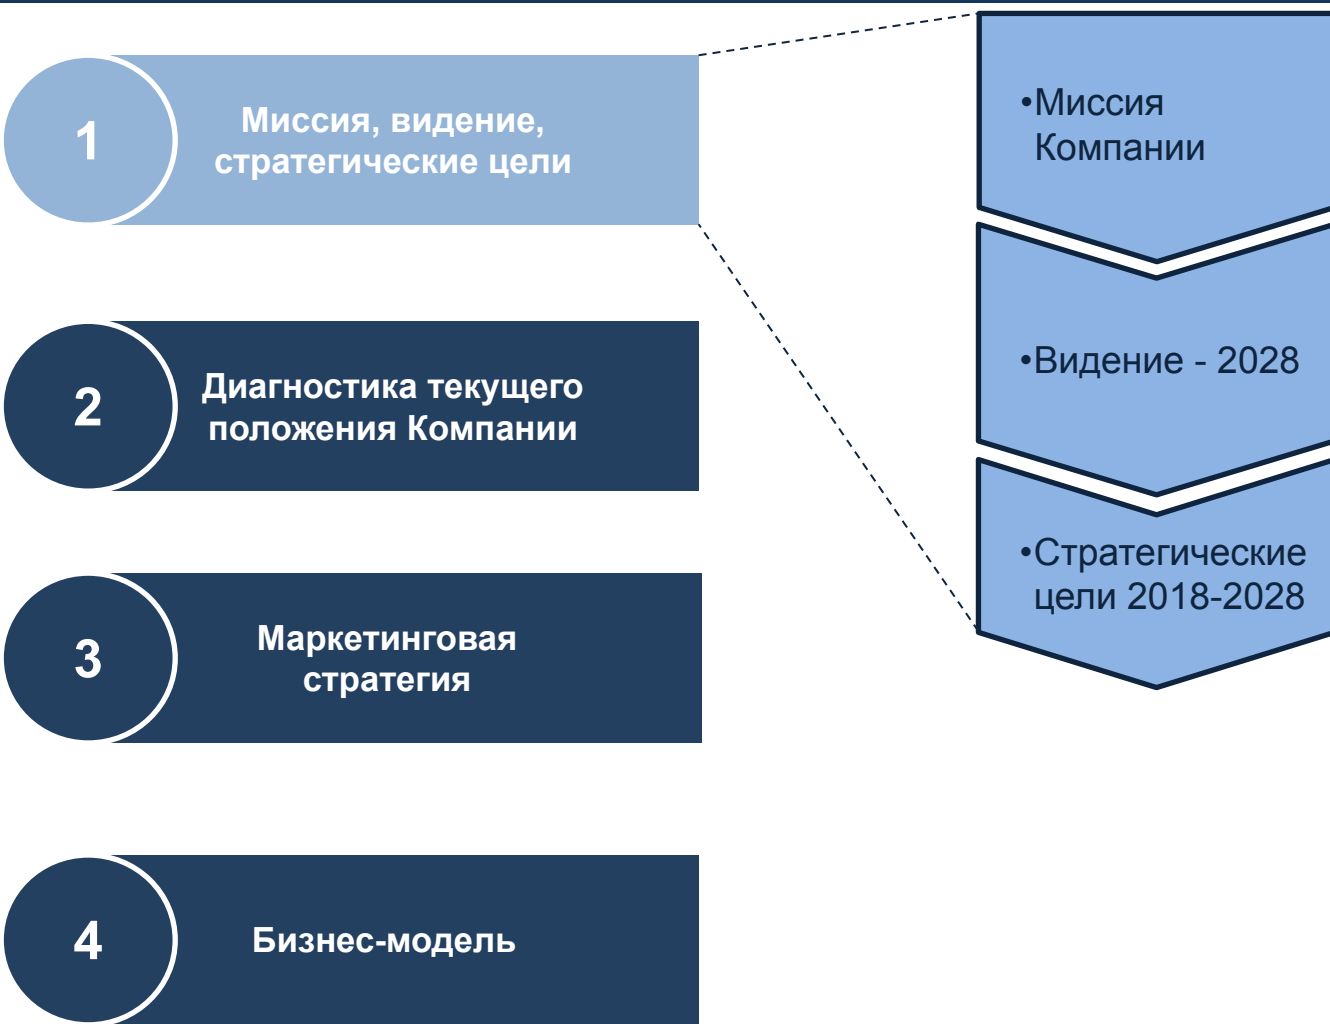 1
Миссия, видение,
стратегические цели
2
Диагностика текущего
положения Компании
3
Маркетинговая
стратегия
4
Бизнес-модель
•Миссия
Компании
•Видение - 2028
•Стратегические
цели 2018-2028